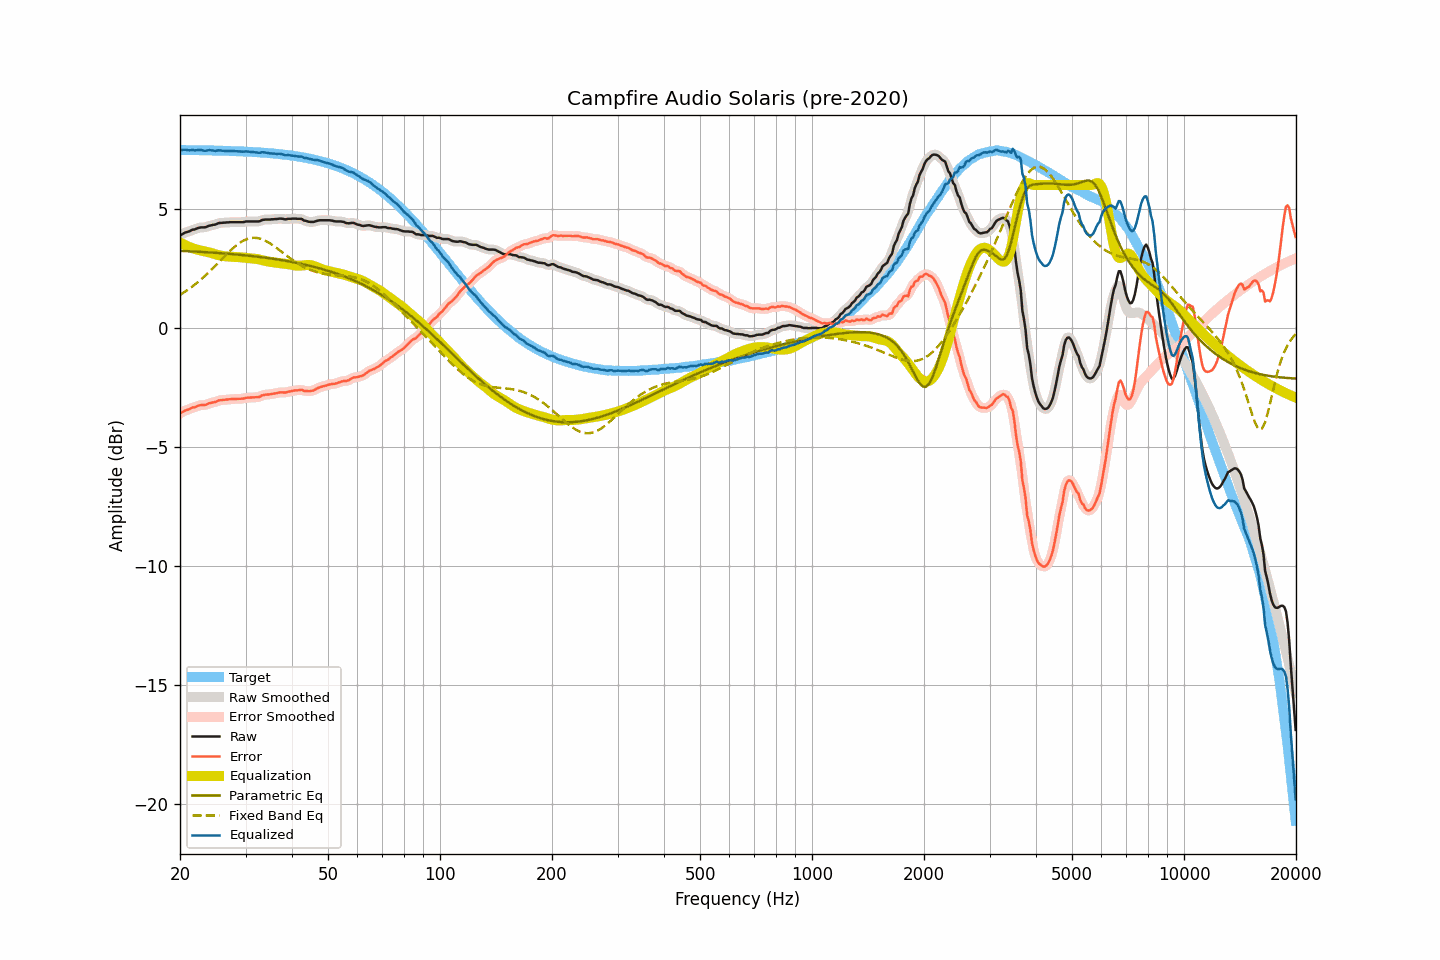 Campfire Audio Solaris (pre-2020)
Amplitude (dBr)
5
0
−5
−10
−15
−20
Target
Raw Smoothed
Error Smoothed
Raw
Error
Equalization
Parametric Eq
Fixed Band Eq
Equalized
20 50 100 200 500 1000 2000 5000 10000 20000
Frequency (Hz)